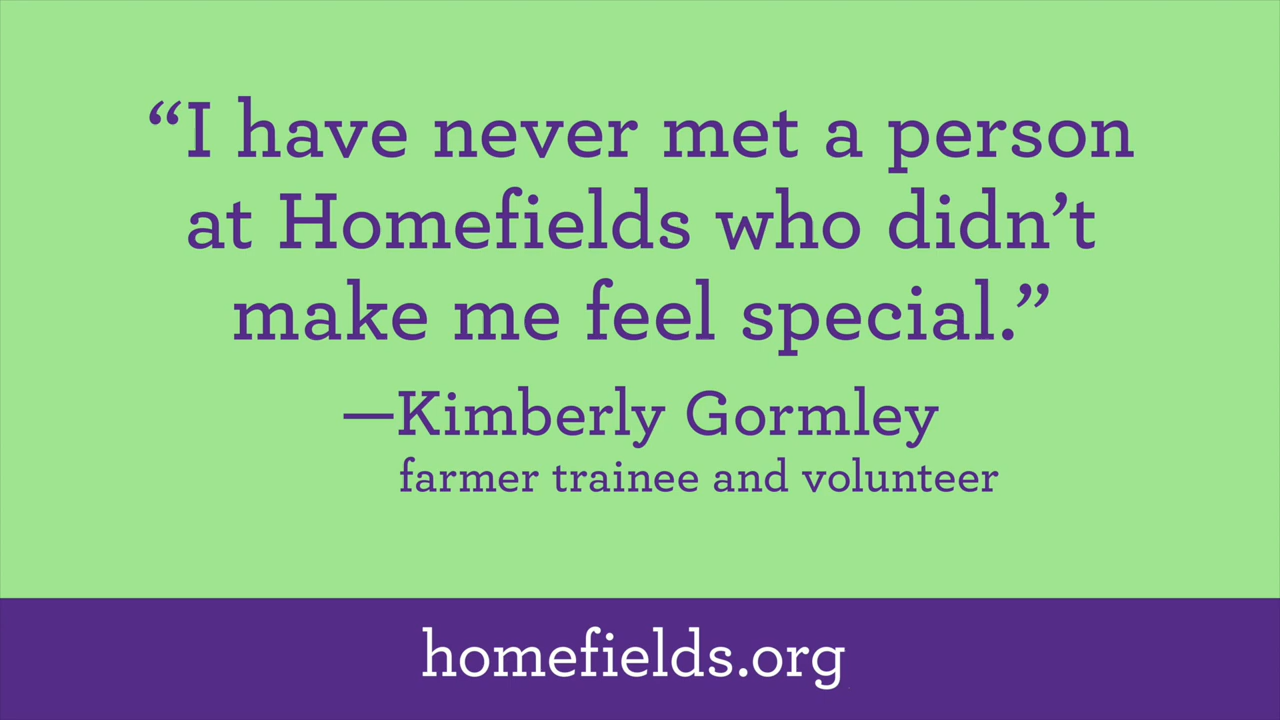 “I have never met a person
at Homefields who didn’t
make me feel special.”
—Kimberly Gormley
farmer trainee and volunteer
homefields.org